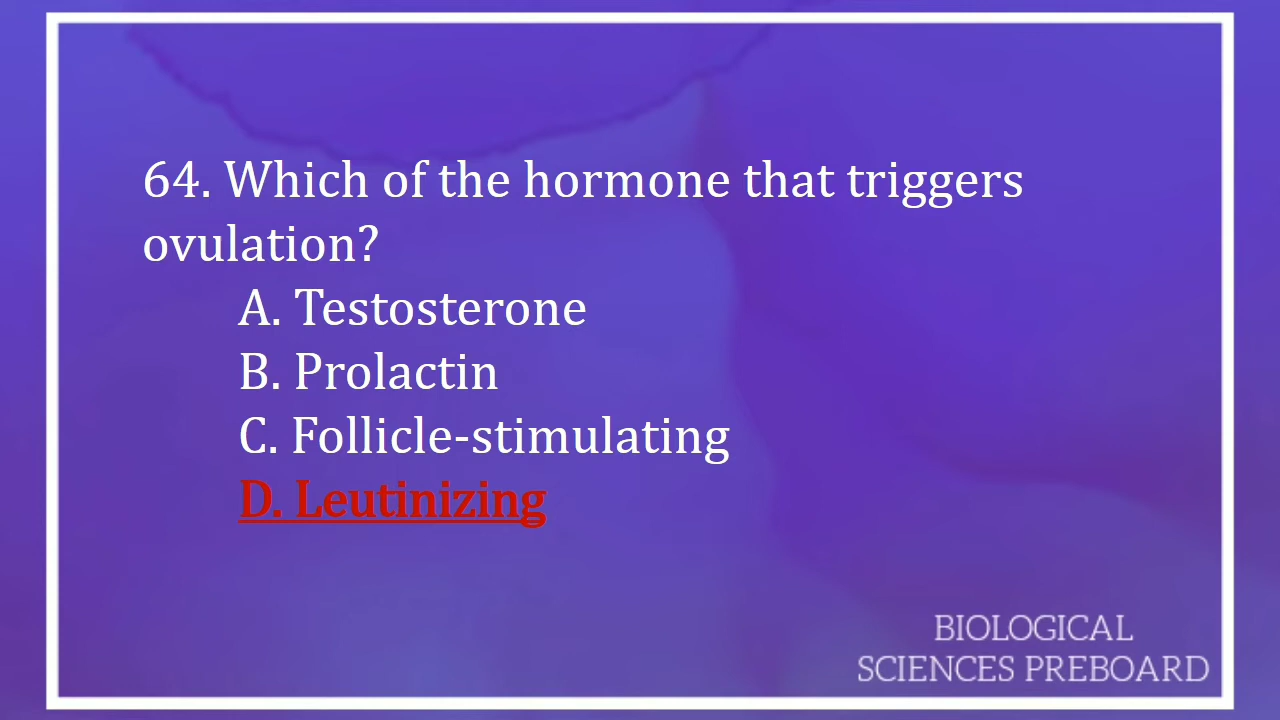 64. Which of the hormone that triggers
ovulation?
A. Testosterone
B. Prolactin
C. Follicle-stimulating
D. Leutinizing
BIOLOGICAL
SCIENCES PREBOARD